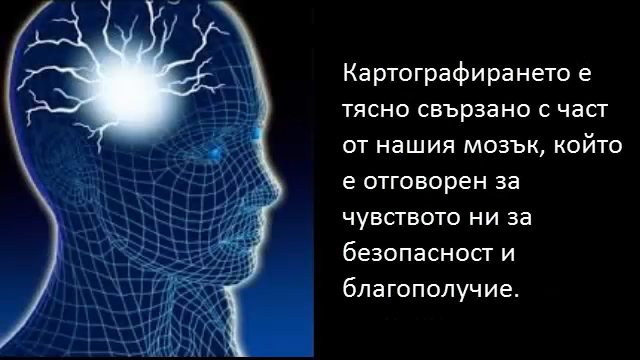 Картографирането е
тясно свързано с част
от нашия мозък, който
е отговорен за
чувството ни за
безопасност и
благополучие.